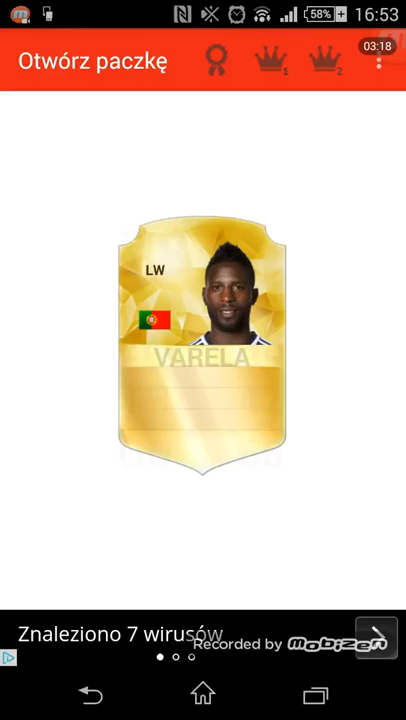 58% 16:53
Otwórz paczkę
1
2
03:18
LW
VARELA
Znaleziono 7 wirusów
Recorded by mobizen